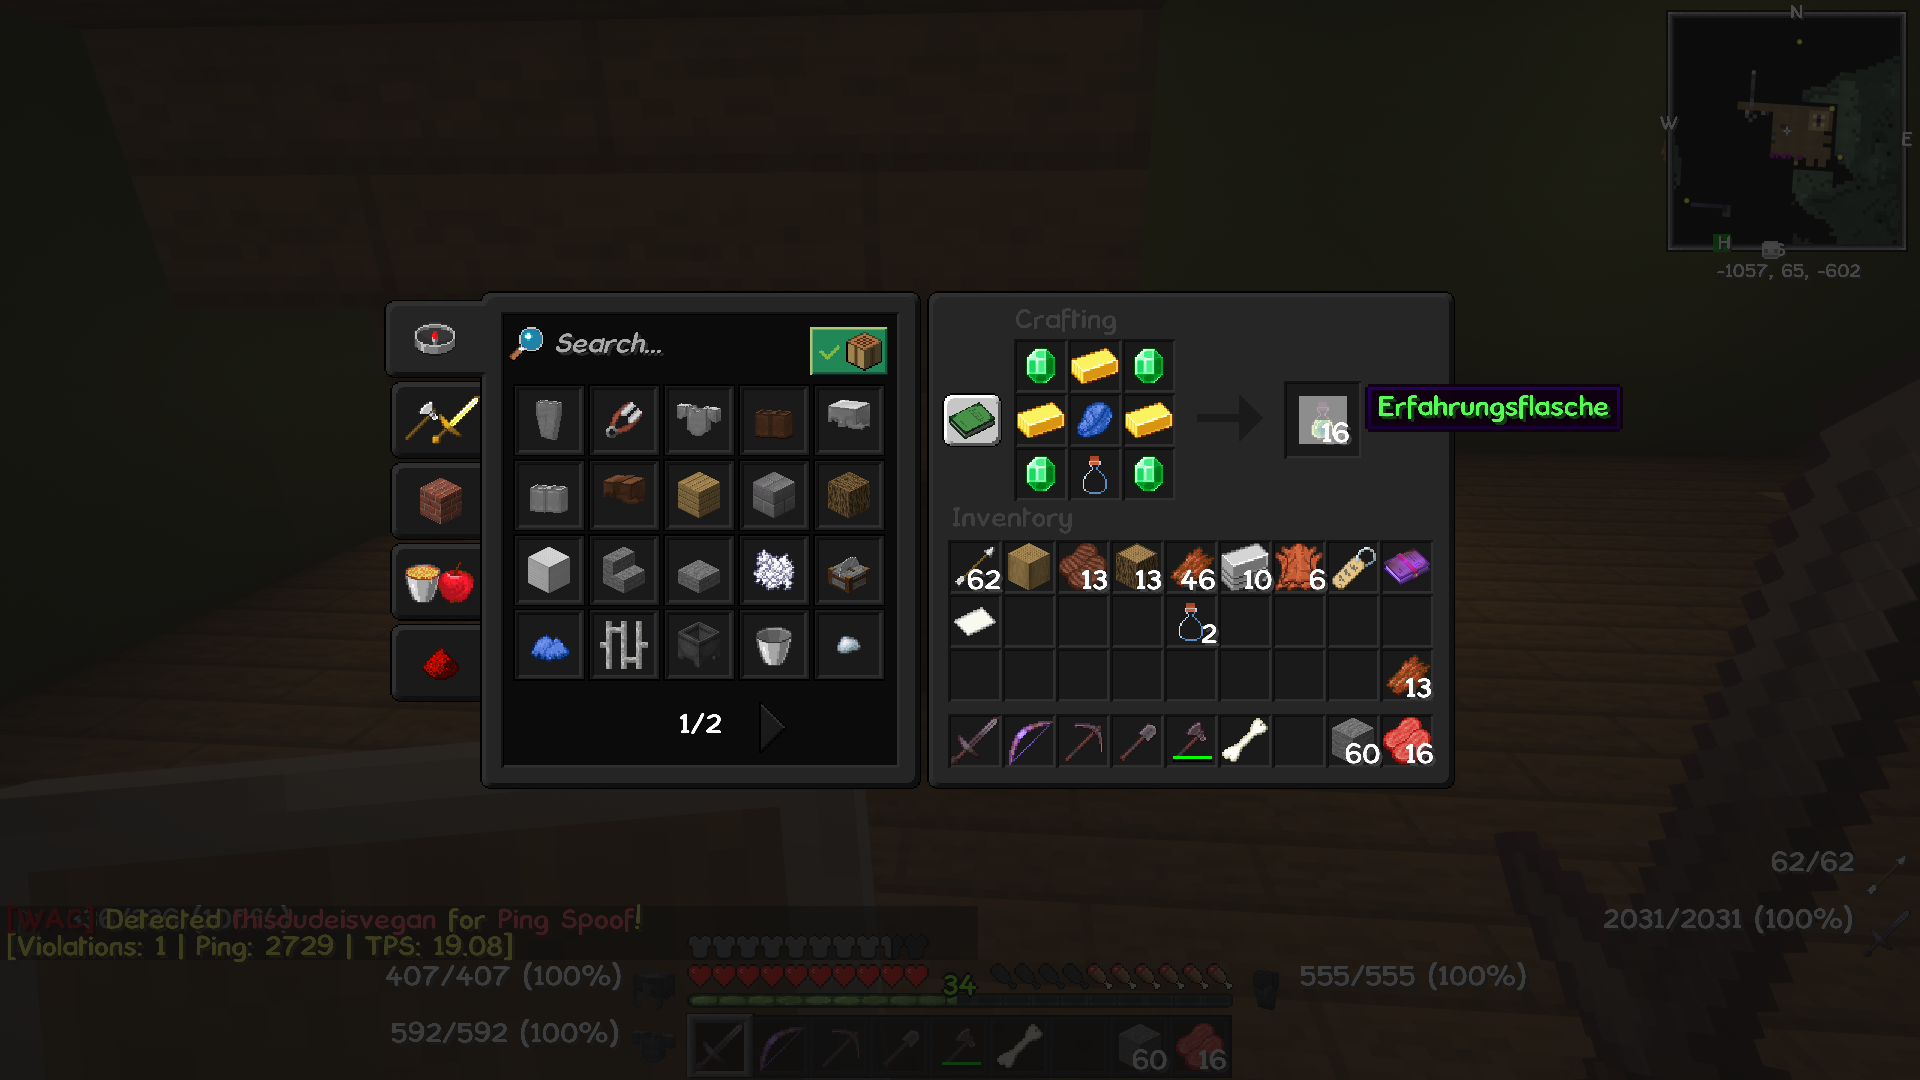 N
W
E
H
-1057, 65, -602
Search...
Crafting
16
Erfahrungsflasche
Inventory
62
13
13
46
10
6
2
13
1/2
60
16
62/62
2031/2031 (100%)
Detected thisdudeisvegan for Ping Spoof!
[Violations: 1 | Ping: 2729 | TPS: 19.08]
407/407 (100%)
34
555/555 (100%)
592/592 (100%)
60
16